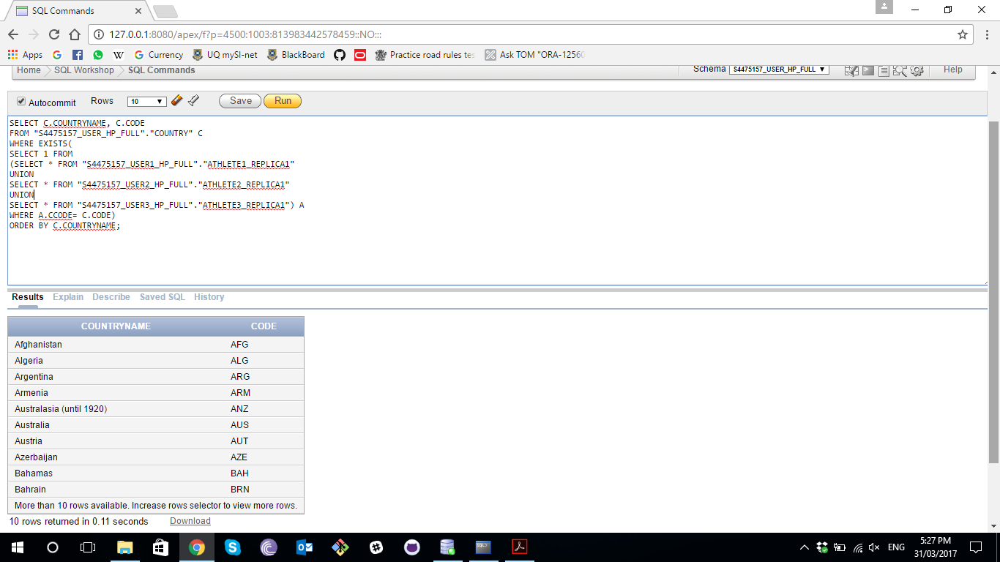 SQL Commands
127.0.0.1:8080/apex/f?p=4500:1003:813983442578459::NO:::
Apps Currency UQ mySI-net BlackBoard Practice road rules tes Ask TOM "ORA-12560
Home SQL Workshop SQL Commands Schema S4475157_USER_HP_FULL Help
Autocommit Rows 10 Save Run
SELECT C.COUNTRYNAME, C.CODE
FROM "S4475157_USER_HP_FULL"."COUNTRY" C
WHERE EXISTS(
SELECT 1 FROM
(SELECT * FROM "S4475157_USER1_HP_FULL"."ATHLETE1_REPLICA1"
UNION
SELECT * FROM "S4475157_USER2_HP_FULL"."ATHLETE2_REPLICA1"
UNION
SELECT * FROM "S4475157_USER3_HP_FULL"."ATHLETE3_REPLICA1") A
WHERE A.CCODE= C.CODE)
ORDER BY C.COUNTRYNAME;
Results Explain Describe Saved SQL History
COUNTRYNAME CODE
Afghanistan AFG
Algeria ALG
Argentina ARG
Armenia ARM
Australasia (until 1920) ANZ
Australia AUS
Austria AUT
Azerbaijan AZE
Bahamas BAH
Bahrain BRN
More than 10 rows available. Increase rows selector to view more rows.
10 rows returned in 0.11 seconds Download
ENG 5:27 PM
31/03/2017